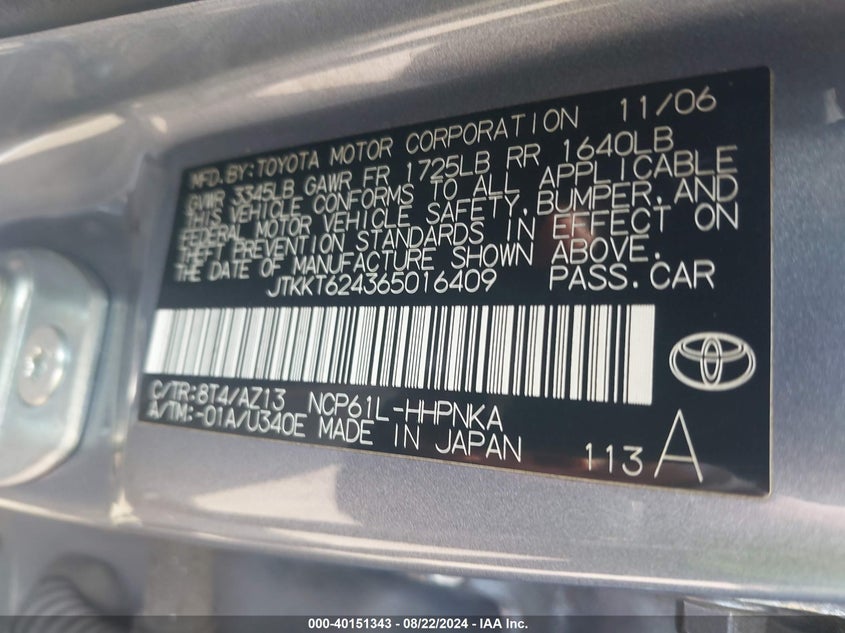 MFD.BY:TOYOTA MOTOR CORPORATION 11/06
GVWR 3345LB GAWR FR 1725LB RR 1640LB
THIS VEHICLE CONFORMS TO ALL APPLICABLE
FEDERAL MOTOR VEHICLE SAFETY,BUMPER,AND
THEFT PREVENTION STANDARDS IN EFFECT ON
THE DATE OF MANUFACTURE SHOWN ABOVE.
JTKKT624365016409 PASS.CAR
C/TR:8T4/AZ13 NCP61L-HHPNKA
A/TM:-01A/U340E MADE IN JAPAN
113A
000-40151343 - 08/22/2024 - IAA Inc.